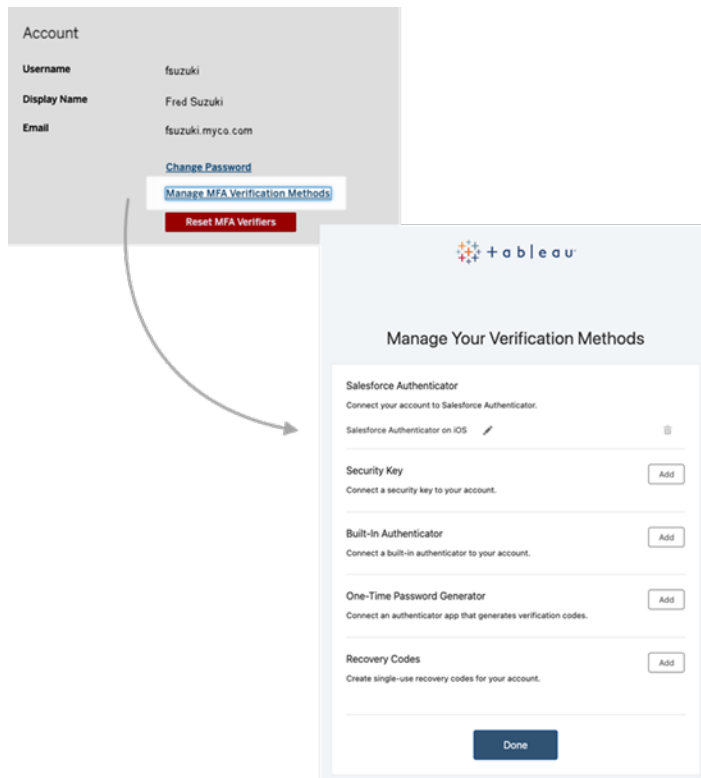 Account
Username fsuzuki
Display Name Fred Suzuki
Email fsuzuki.myco.com
Change Password
Manage MFA Verification Methods
Reset MFA Verifiers
+ableau
Manage Your Verification Methods
Salesforce Authenticator
Connect your account to Salesforce Authenticator.
Salesforce Authenticator on iOS
Security Key
Add
Connect a security key to your account.
Built-In Authenticator
Add
Connect a built-in authenticator to your account.
One-Time Password Generator
Add
Connect an authenticator app that generates verification codes.
Recovery Codes
Add
Create single-use recovery codes for your account.
Done